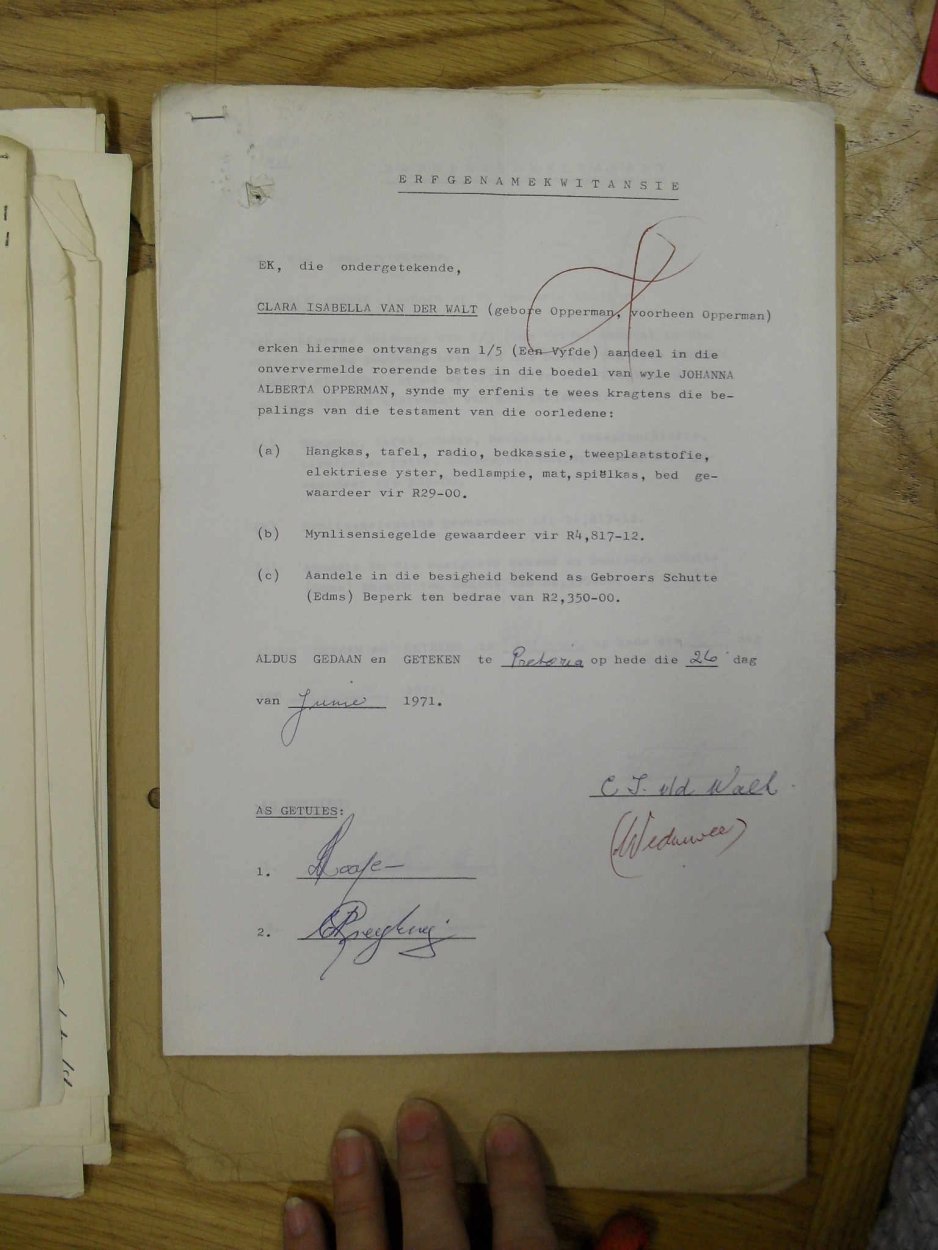 ERFGENAMEKWITANSIE
EK, die ondergetekende,
CLARA ISABELLA VAN DER WALT (gebore Opperman, voorheen Opperman)
erken hiermee ontvangs van 1/5 (Een Vyfde) aandeel in die
onververmelde roerende bates in die boedel van wyle JOHANNA
ALBERTA OPPERMAN, synde my erfenis te wees kragtens die be-
palings van die testament van die oorledene:
(a) Hangkas, tafel, radio, bedkassie, tweeplaatstofie,
elektriese yster, bedlampie, mat, spiëlkas, bed ge-
waardeer vir R29-00.
(b) Mynlisensiegelde gewaardeer vir R4,817-12.
(c) Aandele in die besigheid bekend as Gebroers Schutte
(Edms) Beperk ten bedrae van R2,350-00.
ALDUS GEDAAN en GETEKEN te Pretoria op hede die 26 dag
van Junie 1971.
C I. v/d Walt
(Weduwee)
AS GETUIES:
1.
2.